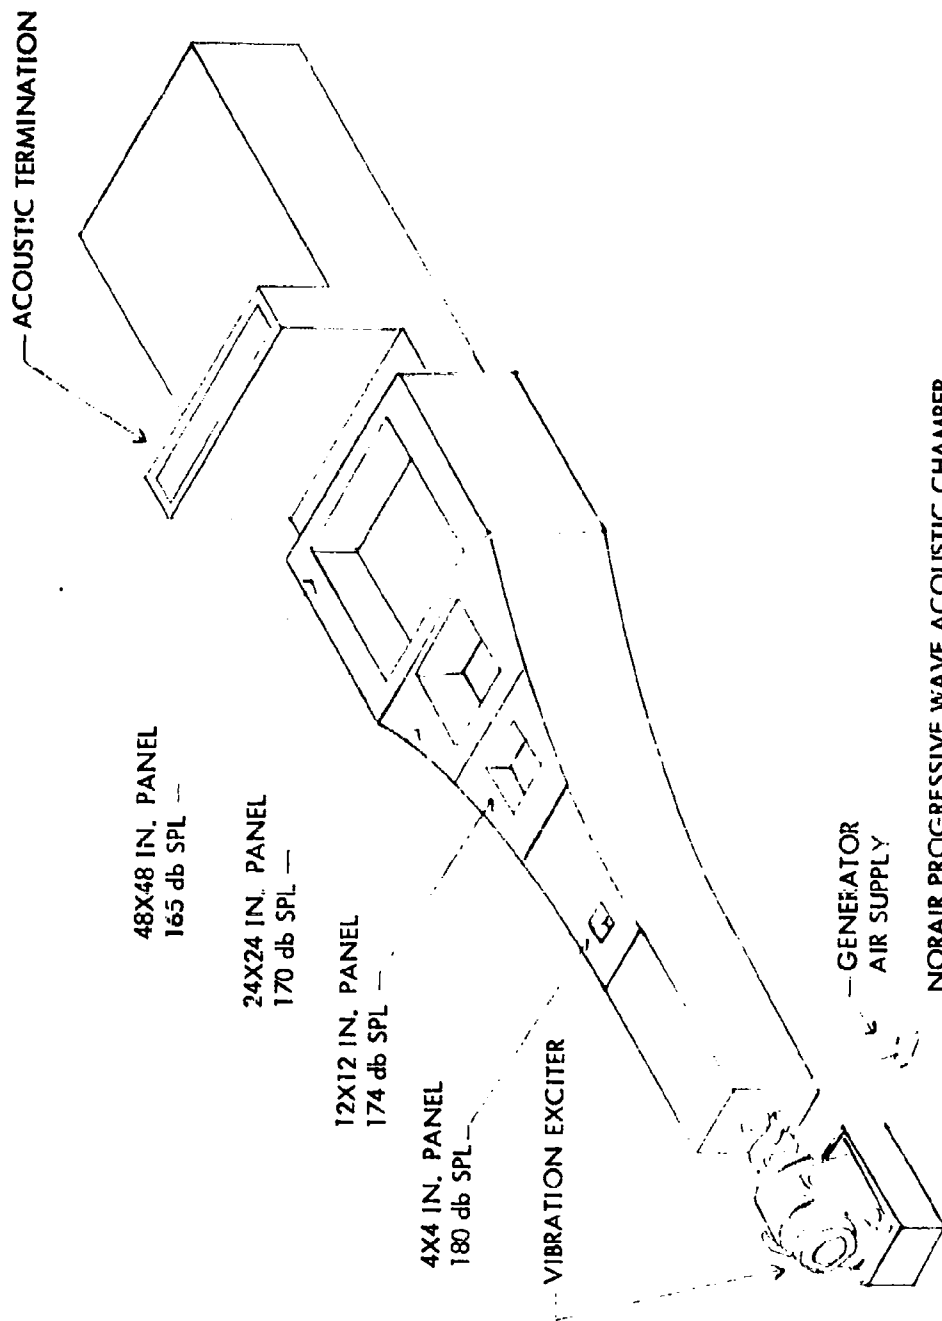 ACOUSTIC TERMINATION
48X48 IN. PANEL
165 db SPL
24X24 IN. PANEL
170 db SPL
12X12 IN. PANEL
174 db SPL
4X4 IN. PANEL
180 db SPL
VIBRATION EXCITER
GENERATOR
AIR SUPPLY
NORAIR PROGRESSIVE WAVE ACOUSTIC CHAMBER